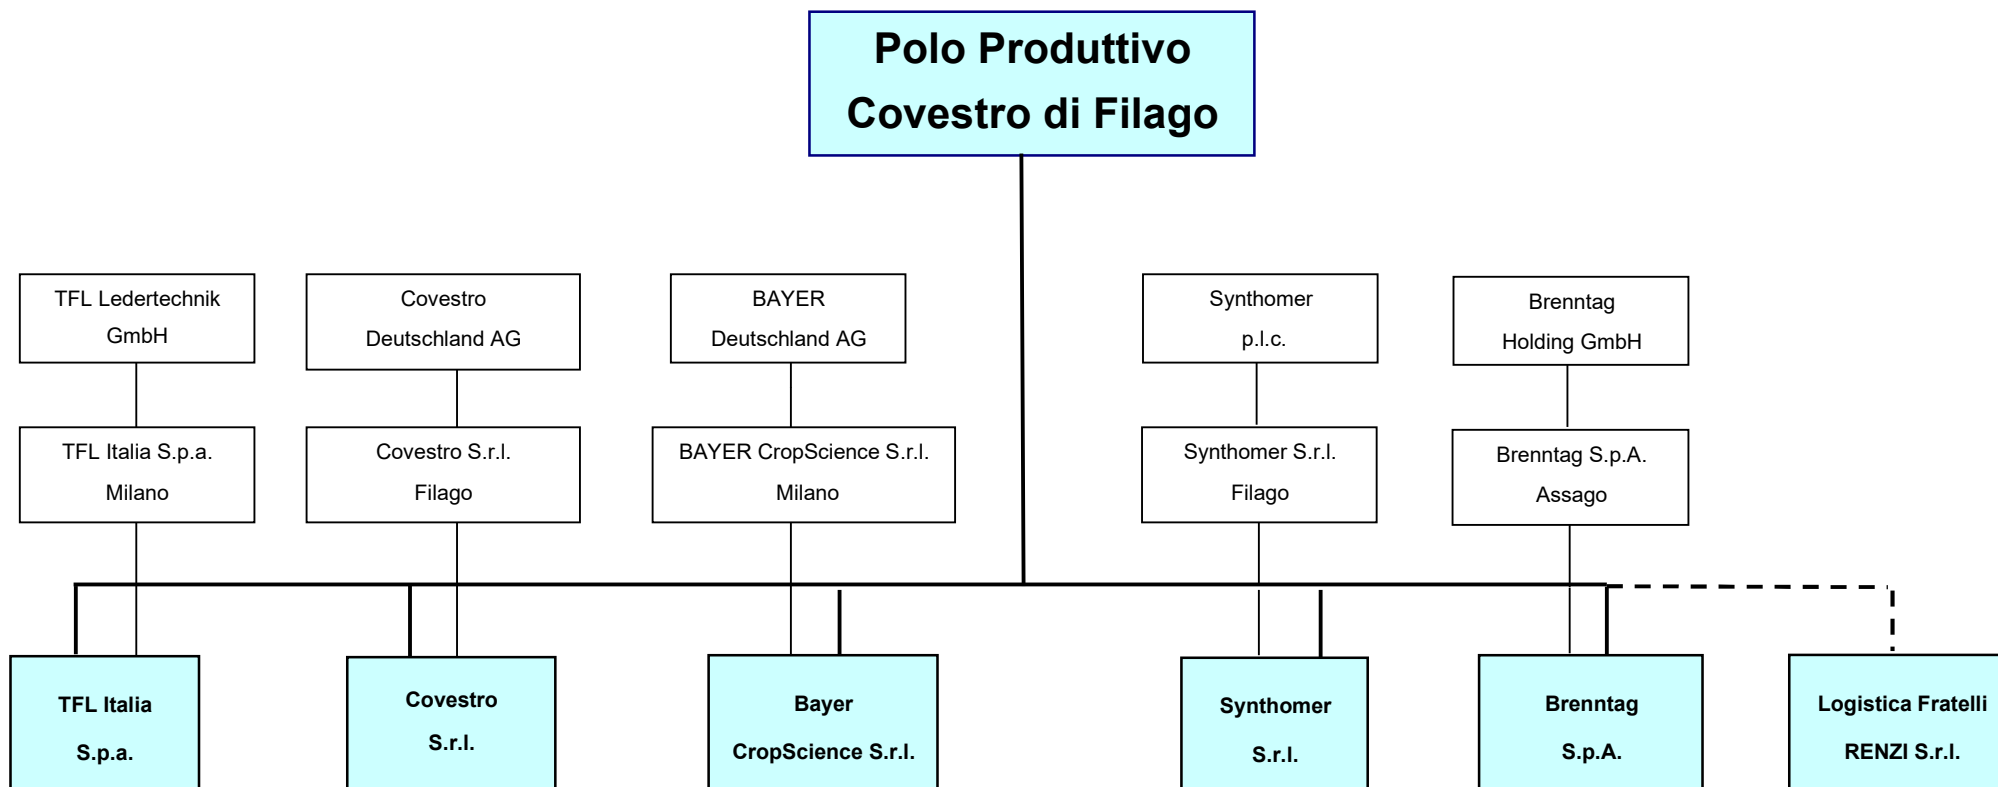 Polo Produttivo
Covestro di Filago
TFL Ledertechnik
GmbH
Covestro
Deutschland AG
BAYER
Deutschland AG
Synthomer
p.l.c.
Brenntag
Holding GmbH
TFL Italia S.p.a.
Milano
Covestro S.r.l.
Filago
BAYER CropScience S.r.l.
Milano
Synthomer S.r.l.
Filago
Brenntag S.p.A.
Assago
TFL Italia
S.p.a.
Covestro
S.r.l.
Bayer
CropScience S.r.l.
Synthomer
S.r.l.
Brenntag
S.p.A.
Logistica Fratelli
RENZI S.r.l.